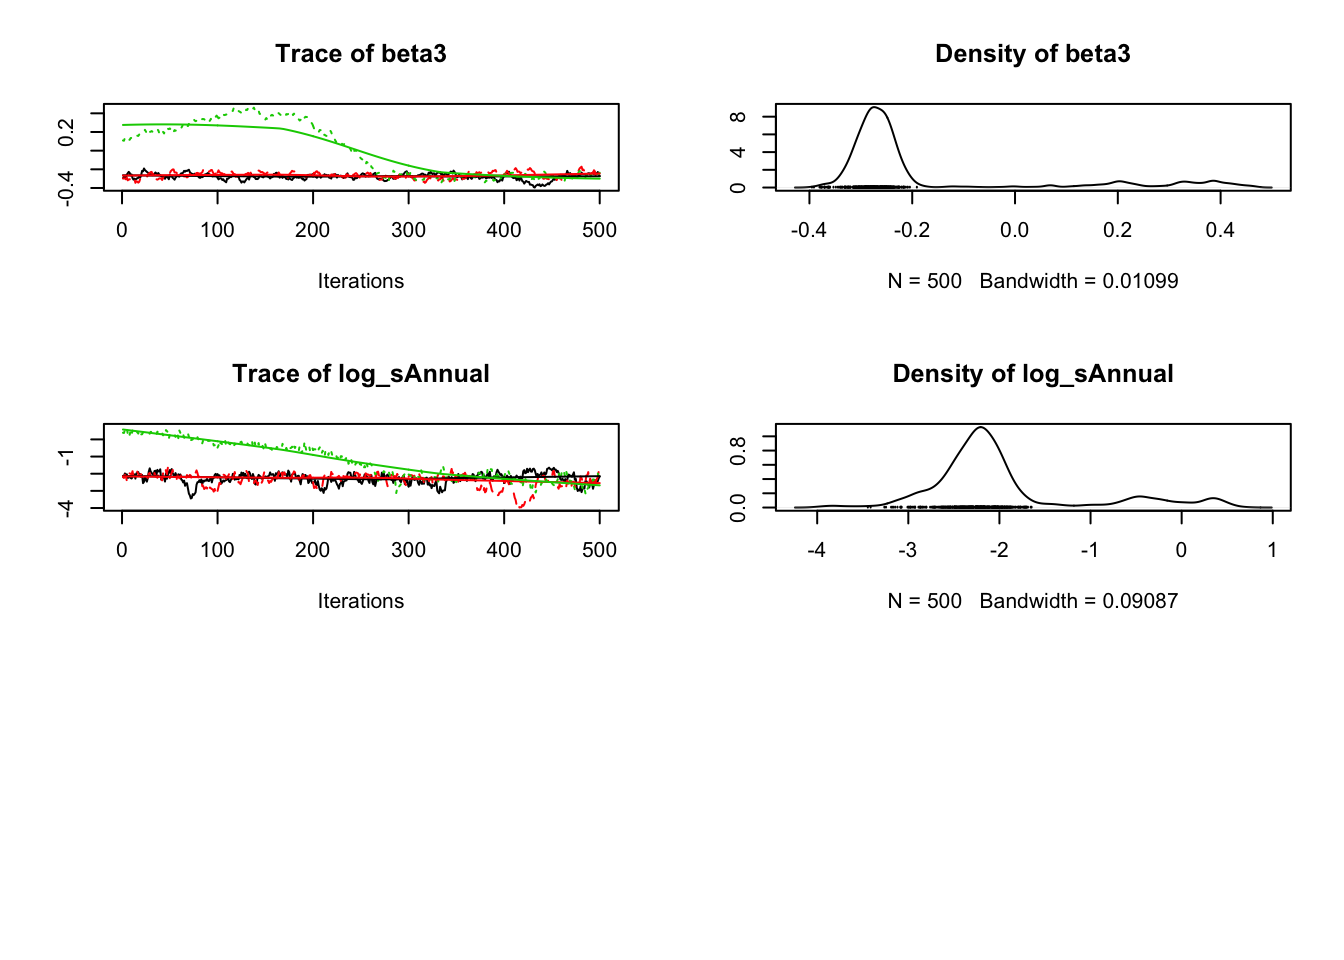 Trace of beta3
0.2
-0.4
0 100 200 300 400 500
Iterations
Density of beta3
8
4
0
-0.4 -0.2 0.0 0.2 0.4
N = 500 Bandwidth = 0.01099
Trace of log_sAnnual
-1
-4
0 100 200 300 400 500
Iterations
Density of log_sAnnual
0.8
0.0
-4 -3 -2 -1 0 1
N = 500 Bandwidth = 0.09087